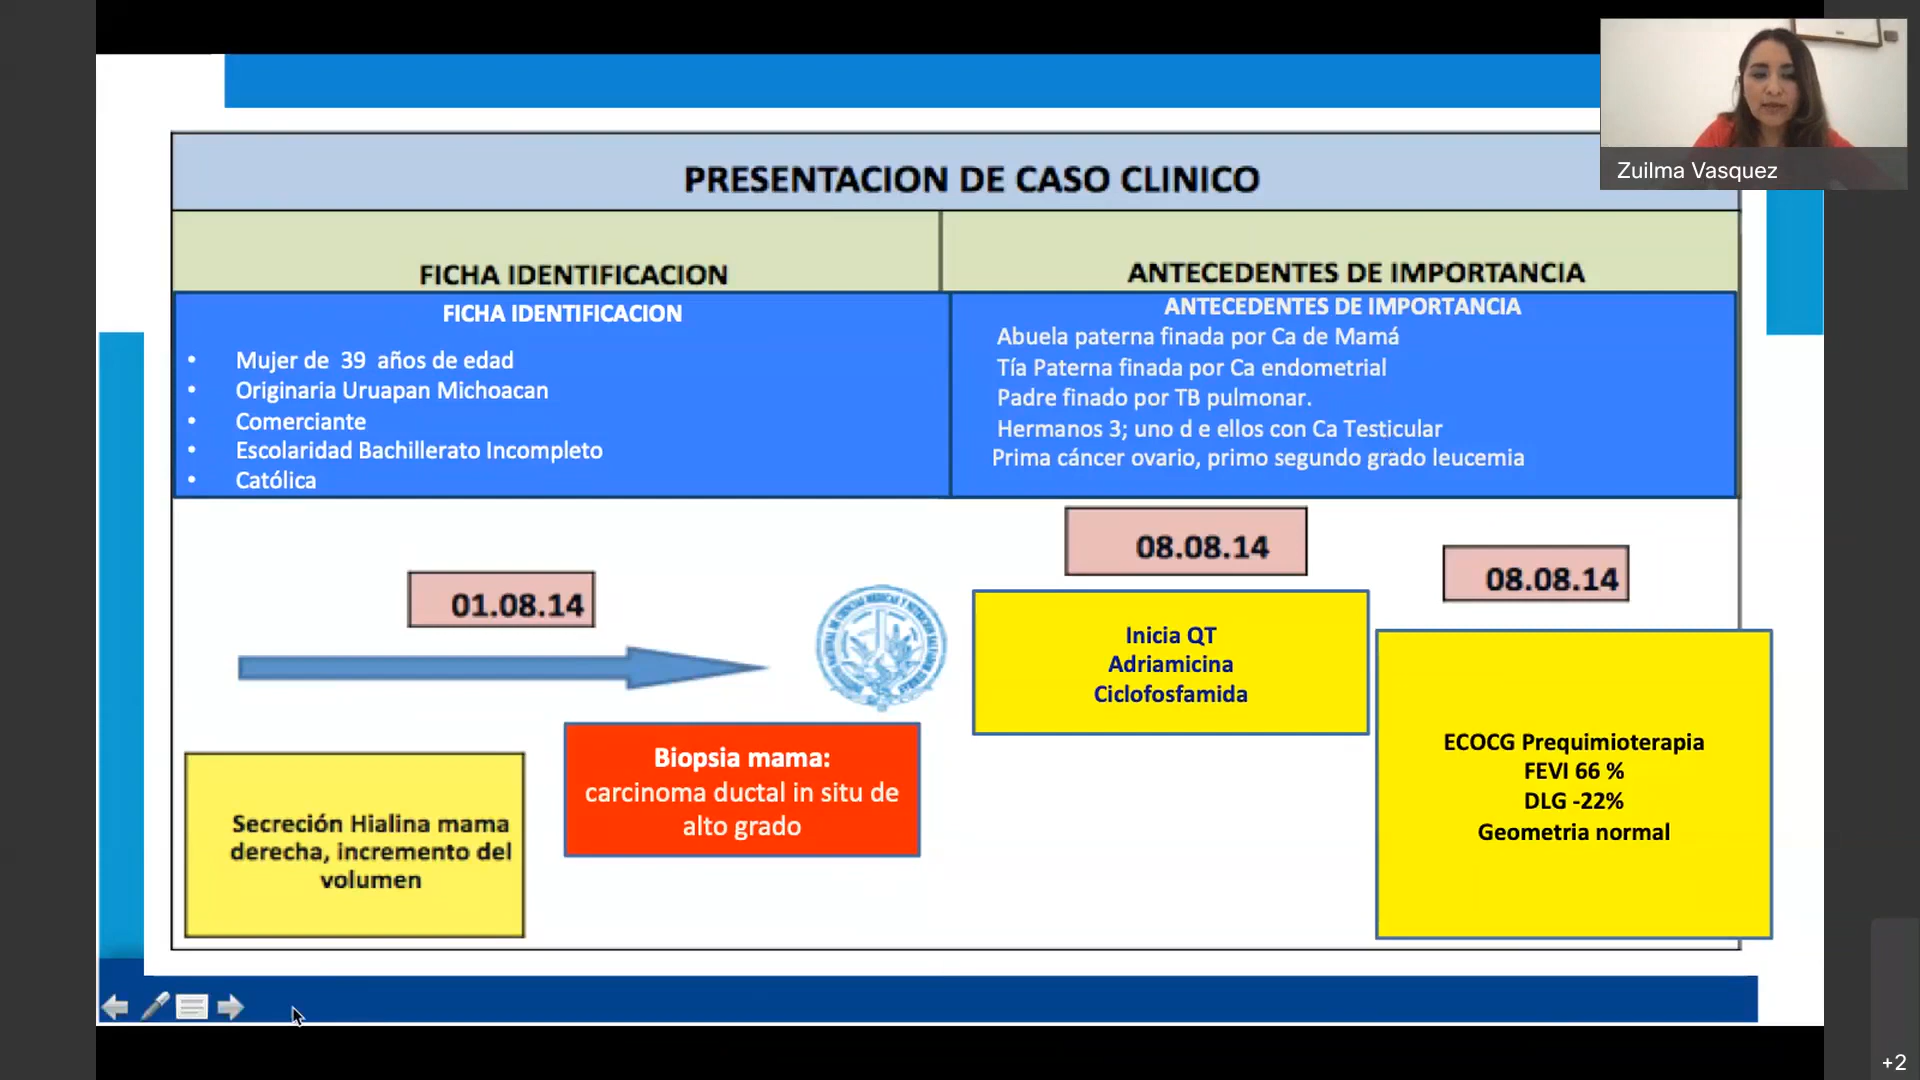 Zuilma Vasquez
PRESENTACION DE CASO CLINICO
FICHA IDENTIFICACION
ANTECEDENTES DE IMPORTANCIA
FICHA IDENTIFICACION
• Mujer de 39 años de edad
• Originaria Uruapan Michoacan
• Comerciante
• Escolaridad Bachillerato Incompleto
• Católica
ANTECEDENTES DE IMPORTANCIA
Abuela paterna finada por Ca de Mamá
Tía Paterna finada por Ca endometrial
Padre finado por TB pulmonar.
Hermanos 3; uno d e ellos con Ca Testicular
Prima cáncer ovario, primo segundo grado leucemia
01.08.14
08.08.14
08.08.14
Inicia QT
Adriamicina
Ciclofosfamida
Secreción Hialina mama
derecha, incremento del
volumen
Biopsia mama:
carcinoma ductal in situ de
alto grado
ECOCG Prequimioterapia
FEVI 66 %
DLG -22%
Geometria normal
+2